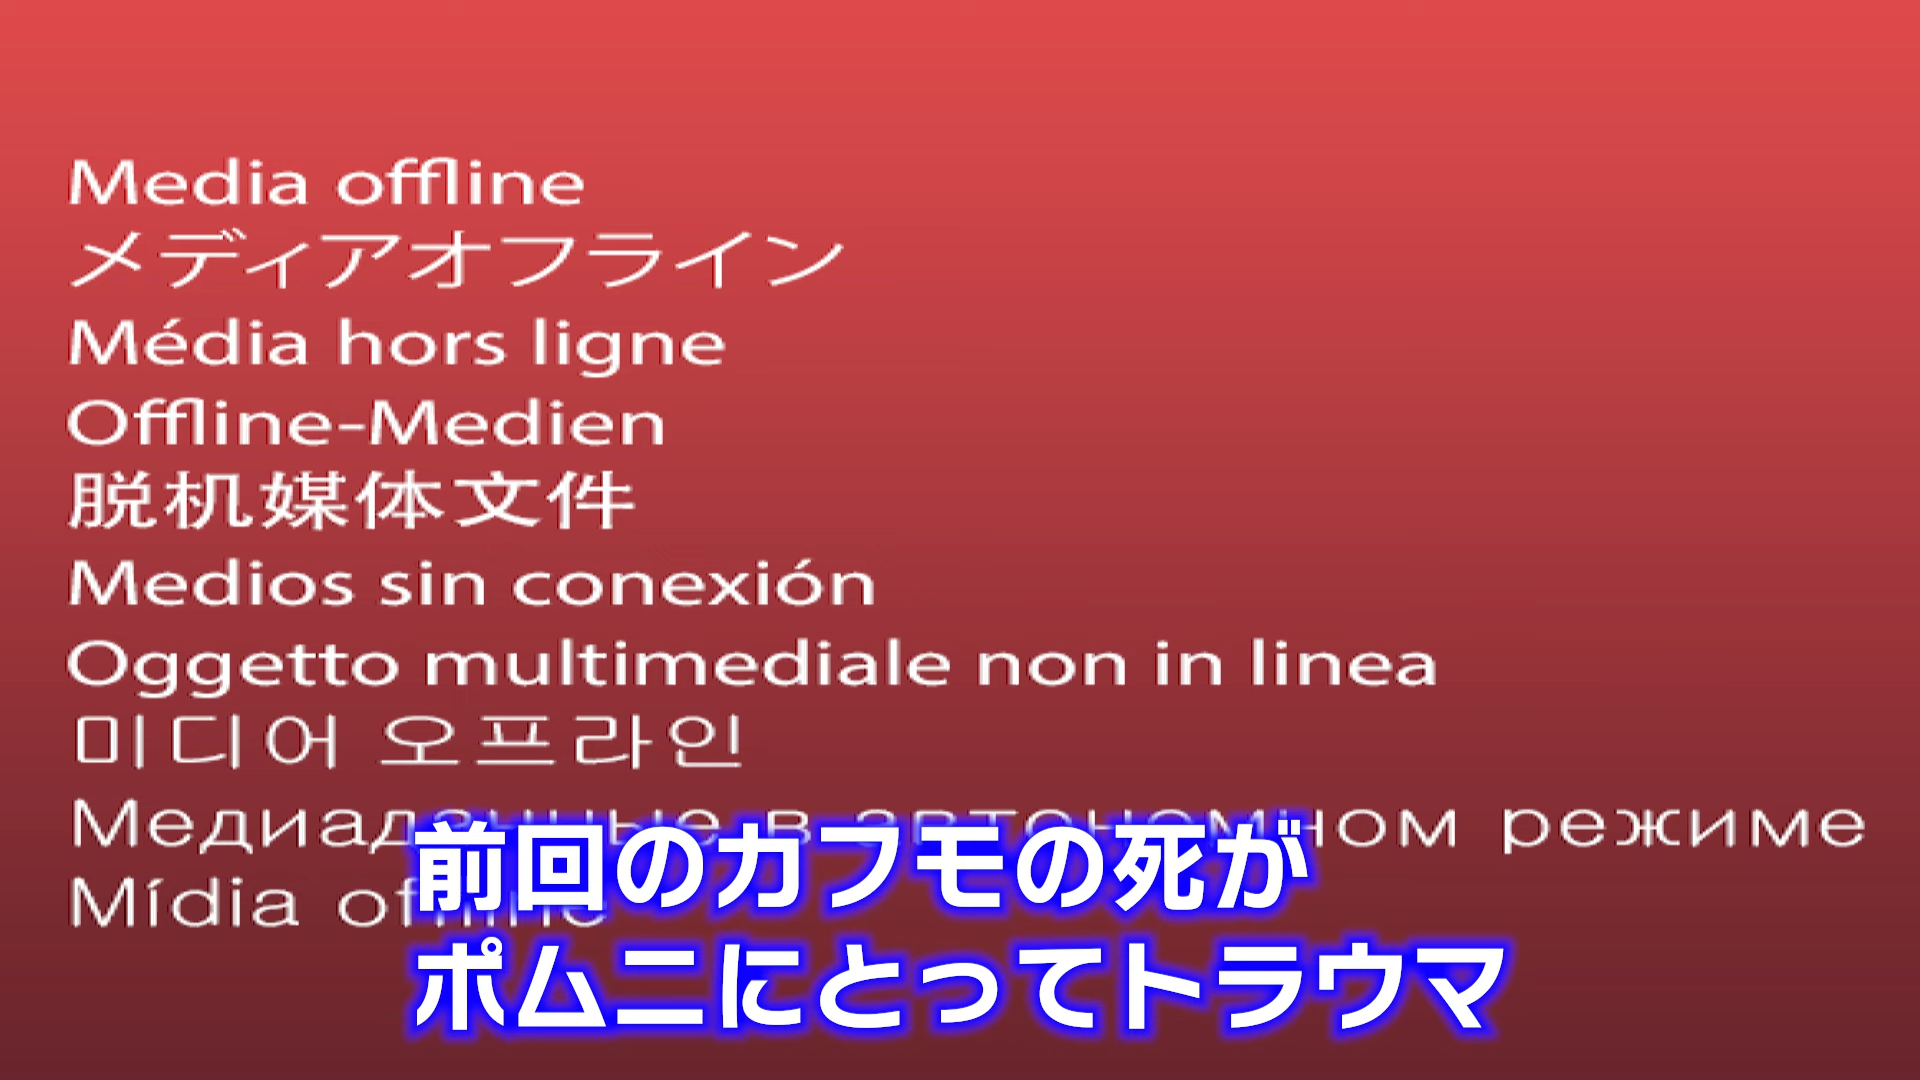 Media offline
メディアオフライン
Média hors ligne
Offline-Medien
脱机媒体文件
Medios sin conexión
Oggetto multimediale non in linea
미디어 오프라인
Медиаданные в автономном режиме
Mídia offline
前回のカフモの死が
ポムニにとってトラウマ